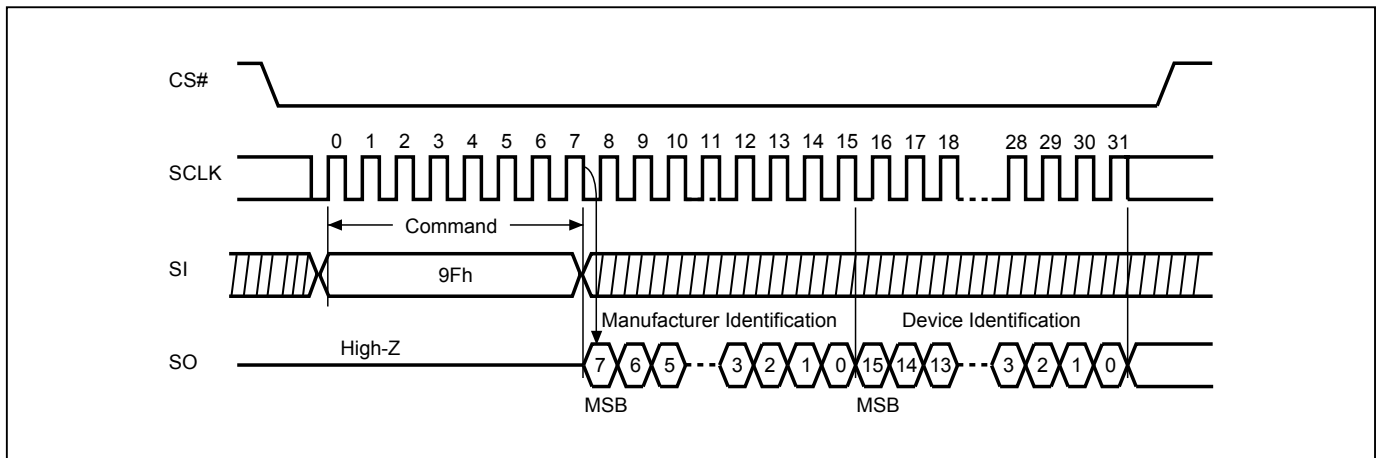 CS#
0 1 2 3 4 5 6 7 8 9 10 11 12 13 14 15 16 17 18 28 29 30 31
SCLK
Command
SI
9Fh
Manufacturer Identification Device Identification
High-Z
SO
7 6 5 3 2 1 0 15 14 13 3 2 1 0
MSB MSB